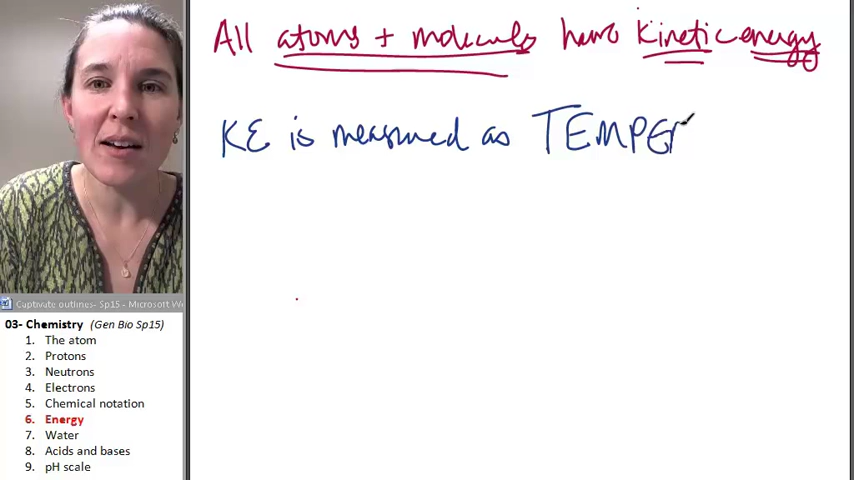 All atoms + molecules have kinetic energy
KE is measured as TEMPER
Captivate outlines- Sp15 - Microsoft W
03- Chemistry (Gen Bio Sp15)
1. The atom
2. Protons
3. Neutrons
4. Electrons
5. Chemical notation
6. Energy
7. Water
8. Acids and bases
9. pH scale